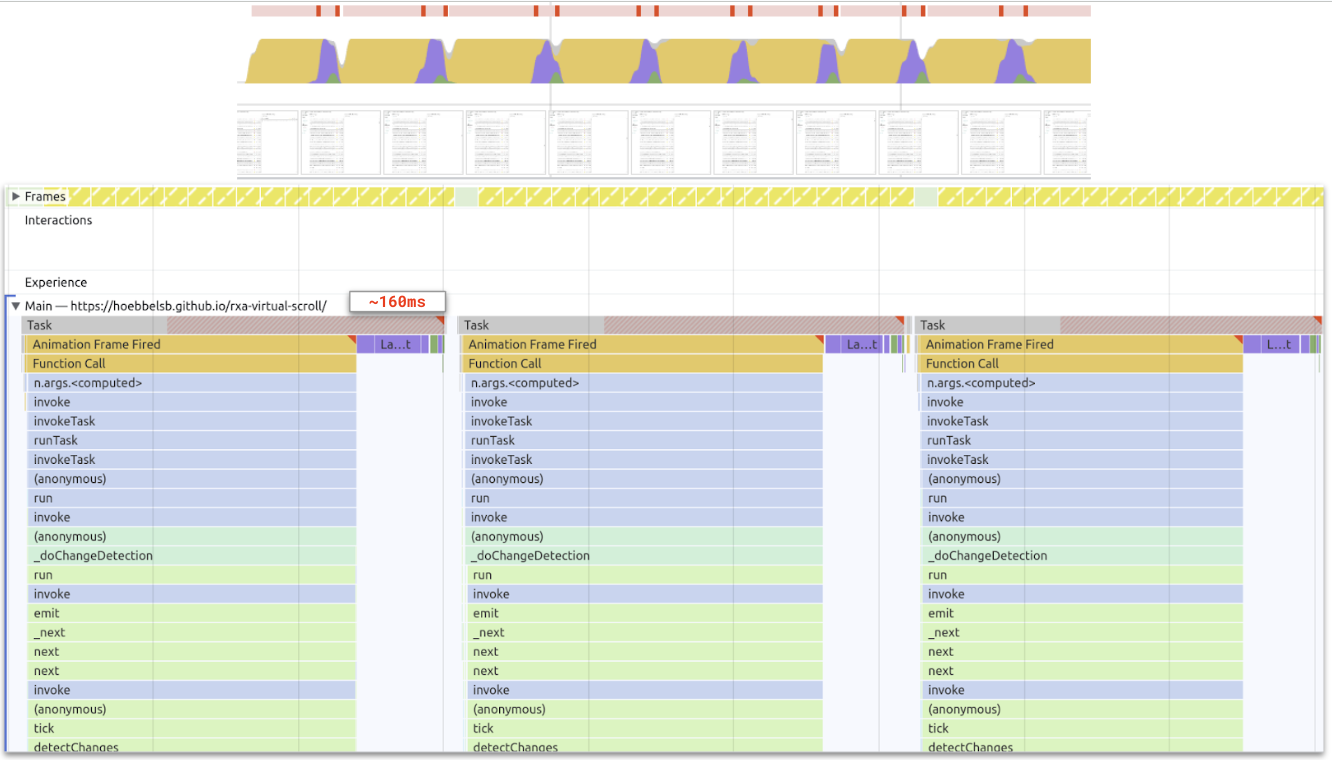 Frames
Interactions
Experience
Main — https://hoebbelsb.github.io/rxa-virtual-scroll/
~160ms
Task Task Task
Animation Frame Fired La...t Animation Frame Fired La...t Animation Frame Fired L...t
Function Call Function Call Function Call
n.args.<computed> n.args.<computed> n.args.<computed>
invoke invoke invoke
invokeTask invokeTask invokeTask
runTask runTask runTask
invokeTask invokeTask invokeTask
(anonymous) (anonymous) (anonymous)
run run run
invoke invoke invoke
(anonymous) (anonymous) (anonymous)
_doChangeDetection _doChangeDetection _doChangeDetection
run run run
invoke invoke invoke
emit emit emit
_next _next _next
next next next
next next next
invoke invoke invoke
(anonymous) (anonymous) (anonymous)
tick tick tick
detectChanges detectChanges detectChanges